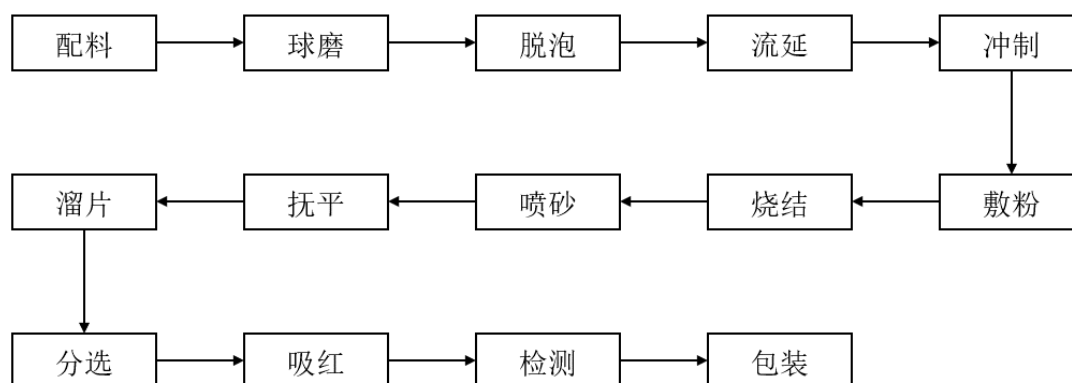 配料
球磨
脱泡
流延
冲制
敷粉
烧结
喷砂
抚平
溜片
分选
吸红
检测
包装